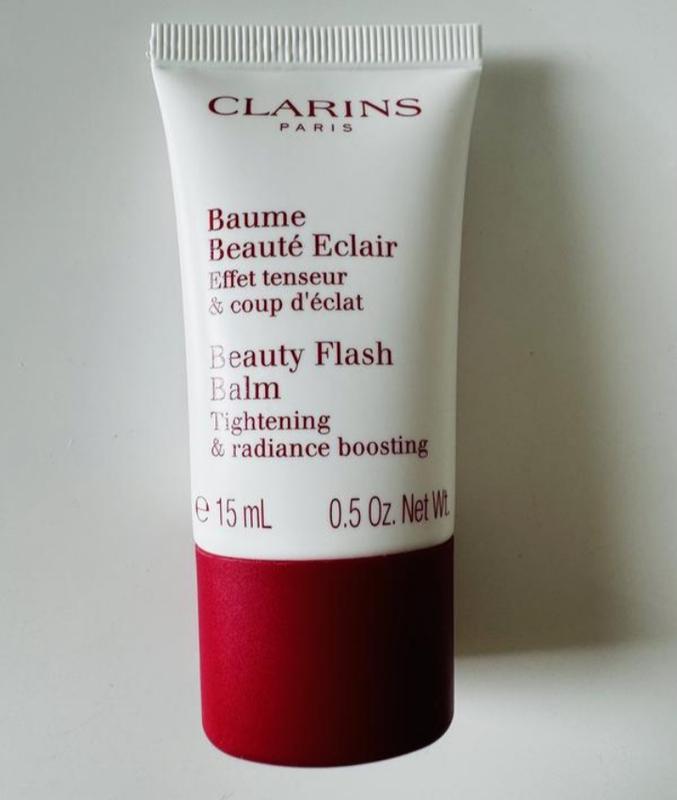 CLARINS
PARIS
Baume
Beauté Eclair
Effet tenseur
& coup d'éclat
Beauty Flash
Balm
Tightening
& radiance boosting
℮ 15 mL 0.5 Oz. Net Wt.